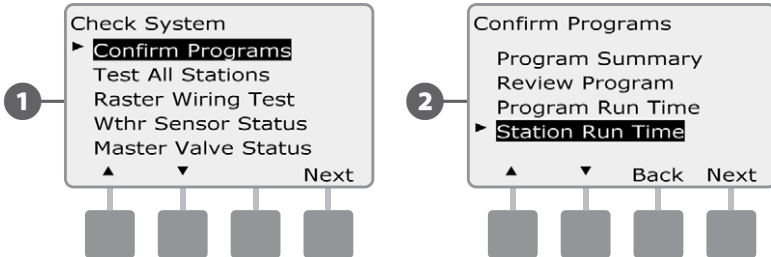 1
Check System
Confirm Programs
Test All Stations
Raster Wiring Test
Wthr Sensor Status
Master Valve Status
Next
2
Confirm Programs
Program Summary
Review Program
Program Run Time
Station Run Time
Back Next